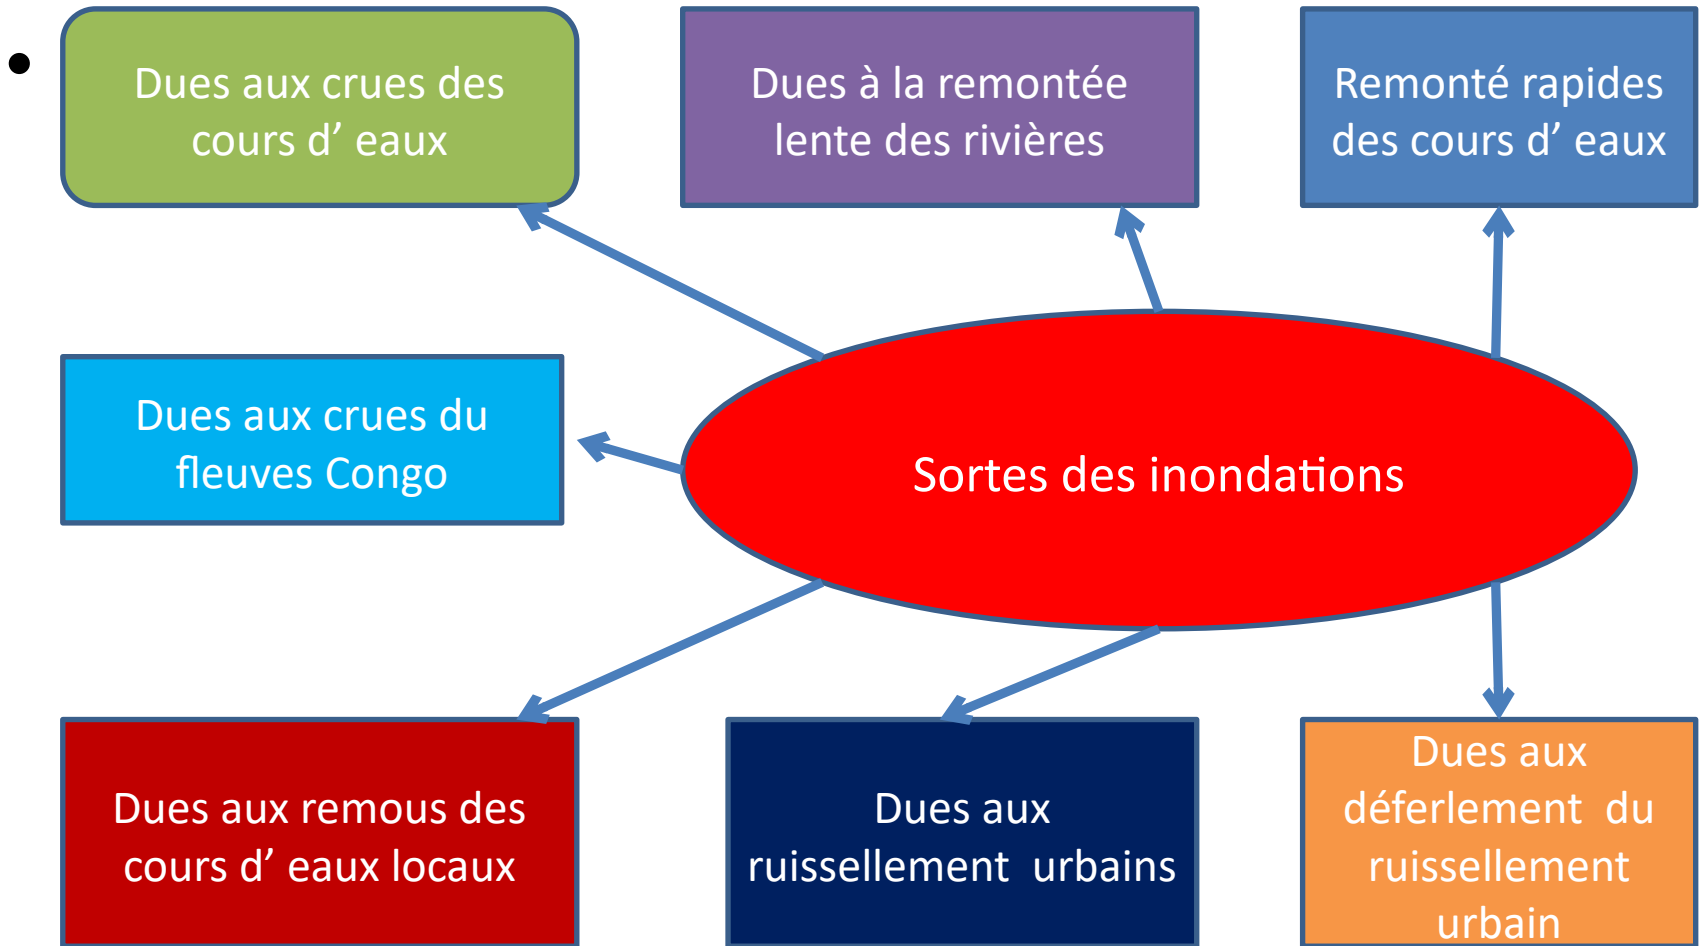 •
Dues aux crues des
cours d’ eaux
Dues à la remontée
lente des rivières
Remonté rapides
des cours d’ eaux
Dues aux crues du
fleuves Congo
Sortes des inondations
Dues aux remous des
cours d’ eaux locaux
Dues aux
ruissellement  urbains
Dues aux
déferlement  du
ruissellement
urbain